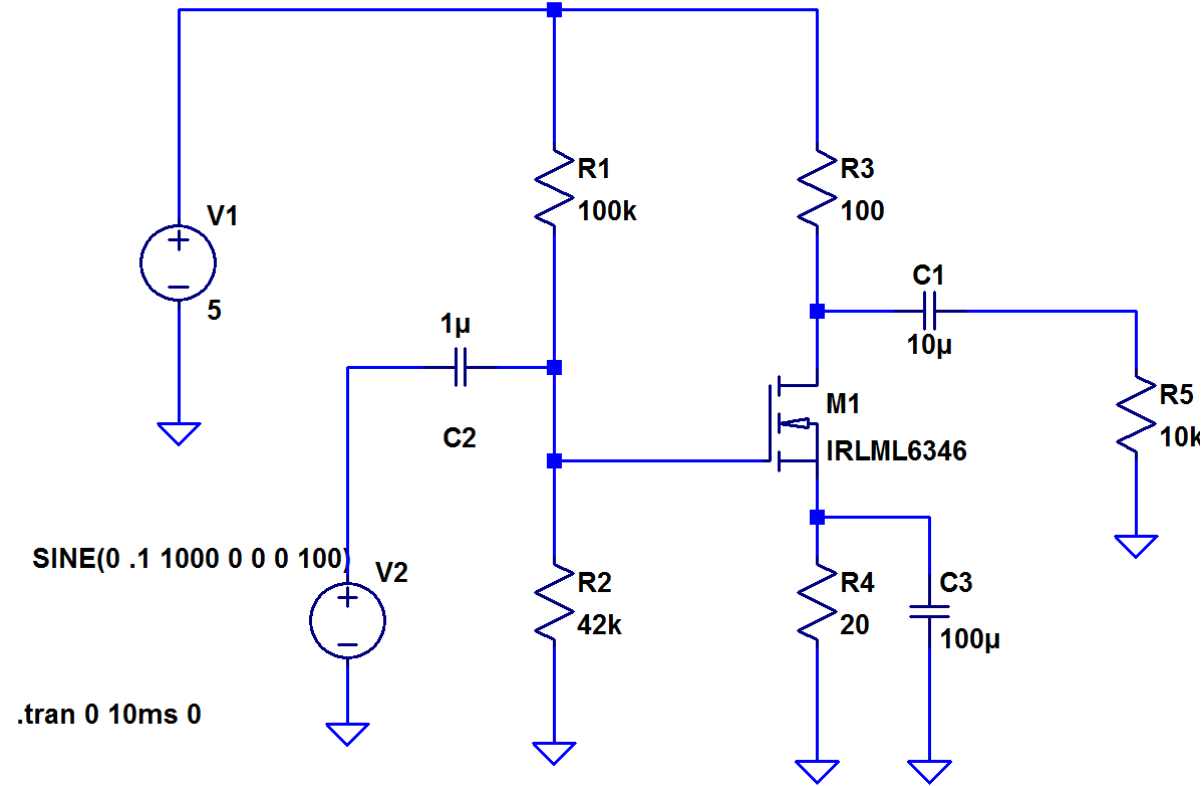 R1
100k
R3
100
V1
5
C1
10µ
1µ
C2
M1
IRLML6346
R5
10k
SINE(0 .1 1000 0 0 0 100)
V2
R2
42k
R4
20
C3
100µ
.tran 0 10ms 0